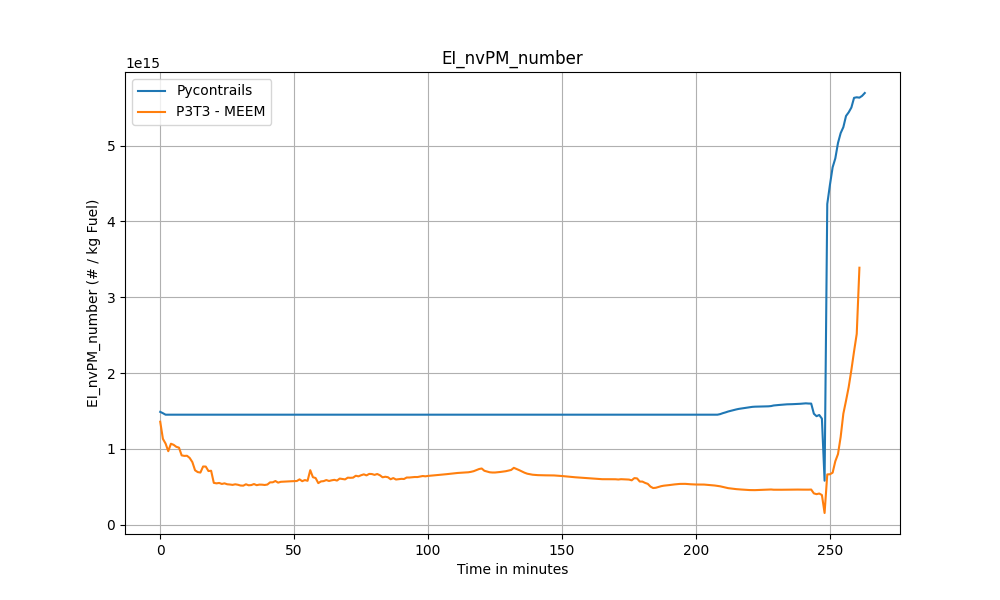 EI_nvPM_number
1e15
Pycontrails
P3T3 - MEEM
5
4
3
2
1
0
EI_nvPM_number (# / kg Fuel)
0 50 100 150 200 250
Time in minutes